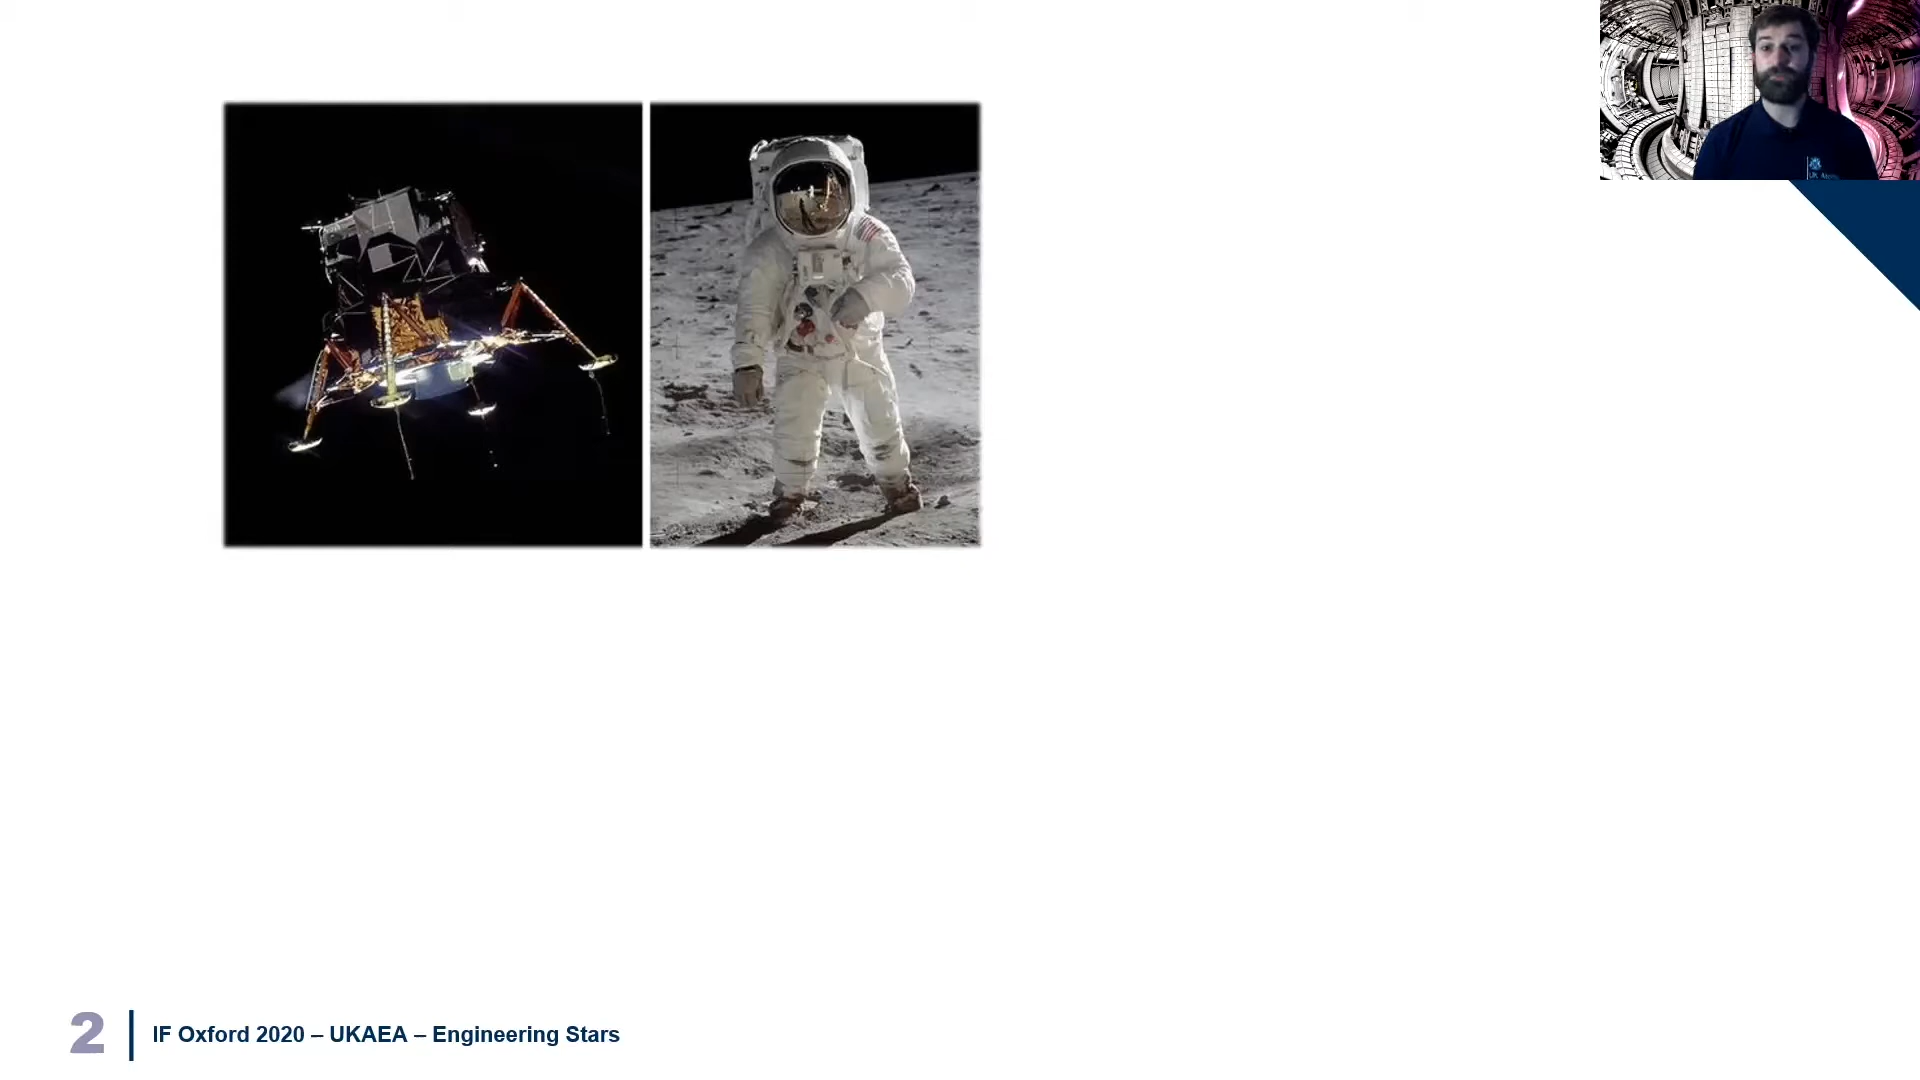 2
IF Oxford 2020 – UKAEA – Engineering Stars